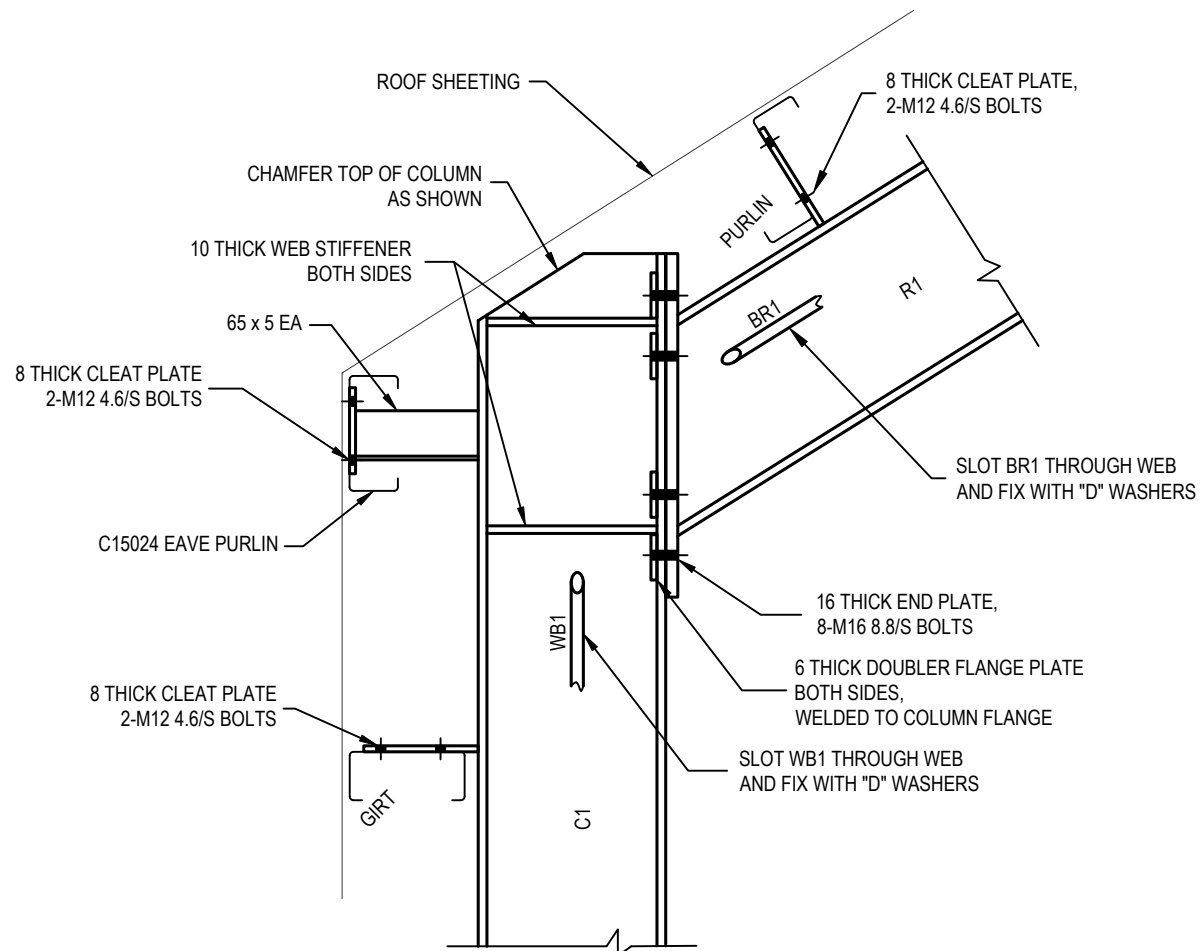 ROOF SHEETING
8 THICK CLEAT PLATE,
2-M12 4.6/S BOLTS
CHAMFER TOP OF COLUMN
AS SHOWN
PURLIN
10 THICK WEB STIFFENER
BOTH SIDES
R1
BR1
65 x 5 EA
8 THICK CLEAT PLATE
2-M12 4.6/S BOLTS
SLOT BR1 THROUGH WEB
AND FIX WITH "D" WASHERS
C15024 EAVE PURLIN
16 THICK END PLATE,
8-M16 8.8/S BOLTS
WB1
6 THICK DOUBLER FLANGE PLATE
BOTH SIDES,
WELDED TO COLUMN FLANGE
8 THICK CLEAT PLATE
2-M12 4.6/S BOLTS
SLOT WB1 THROUGH WEB
AND FIX WITH "D" WASHERS
GIRT
C1